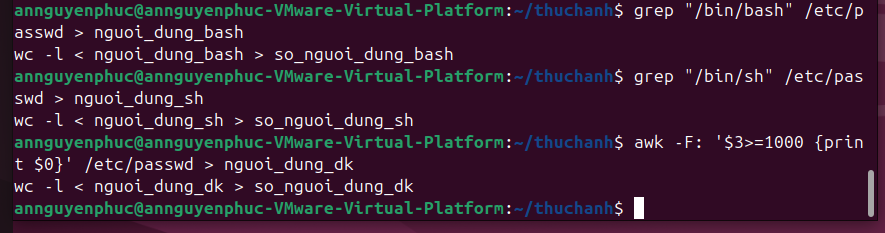 annguyenphuc@annguyenphuc-VMware-Virtual-Platform:~/thuchanh$ grep "/bin/bash" /etc/p
asswd > nguoi_dung_bash
wc -l < nguoi_dung_bash > so_nguoi_dung_bash
annguyenphuc@annguyenphuc-VMware-Virtual-Platform:~/thuchanh$ grep "/bin/sh" /etc/pas
swd > nguoi_dung_sh
wc -l < nguoi_dung_sh > so_nguoi_dung_sh
annguyenphuc@annguyenphuc-VMware-Virtual-Platform:~/thuchanh$ awk -F: '$3>=1000 {prin
t $0}' /etc/passwd > nguoi_dung_dk
wc -l < nguoi_dung_dk > so_nguoi_dung_dk
annguyenphuc@annguyenphuc-VMware-Virtual-Platform:~/thuchanh$